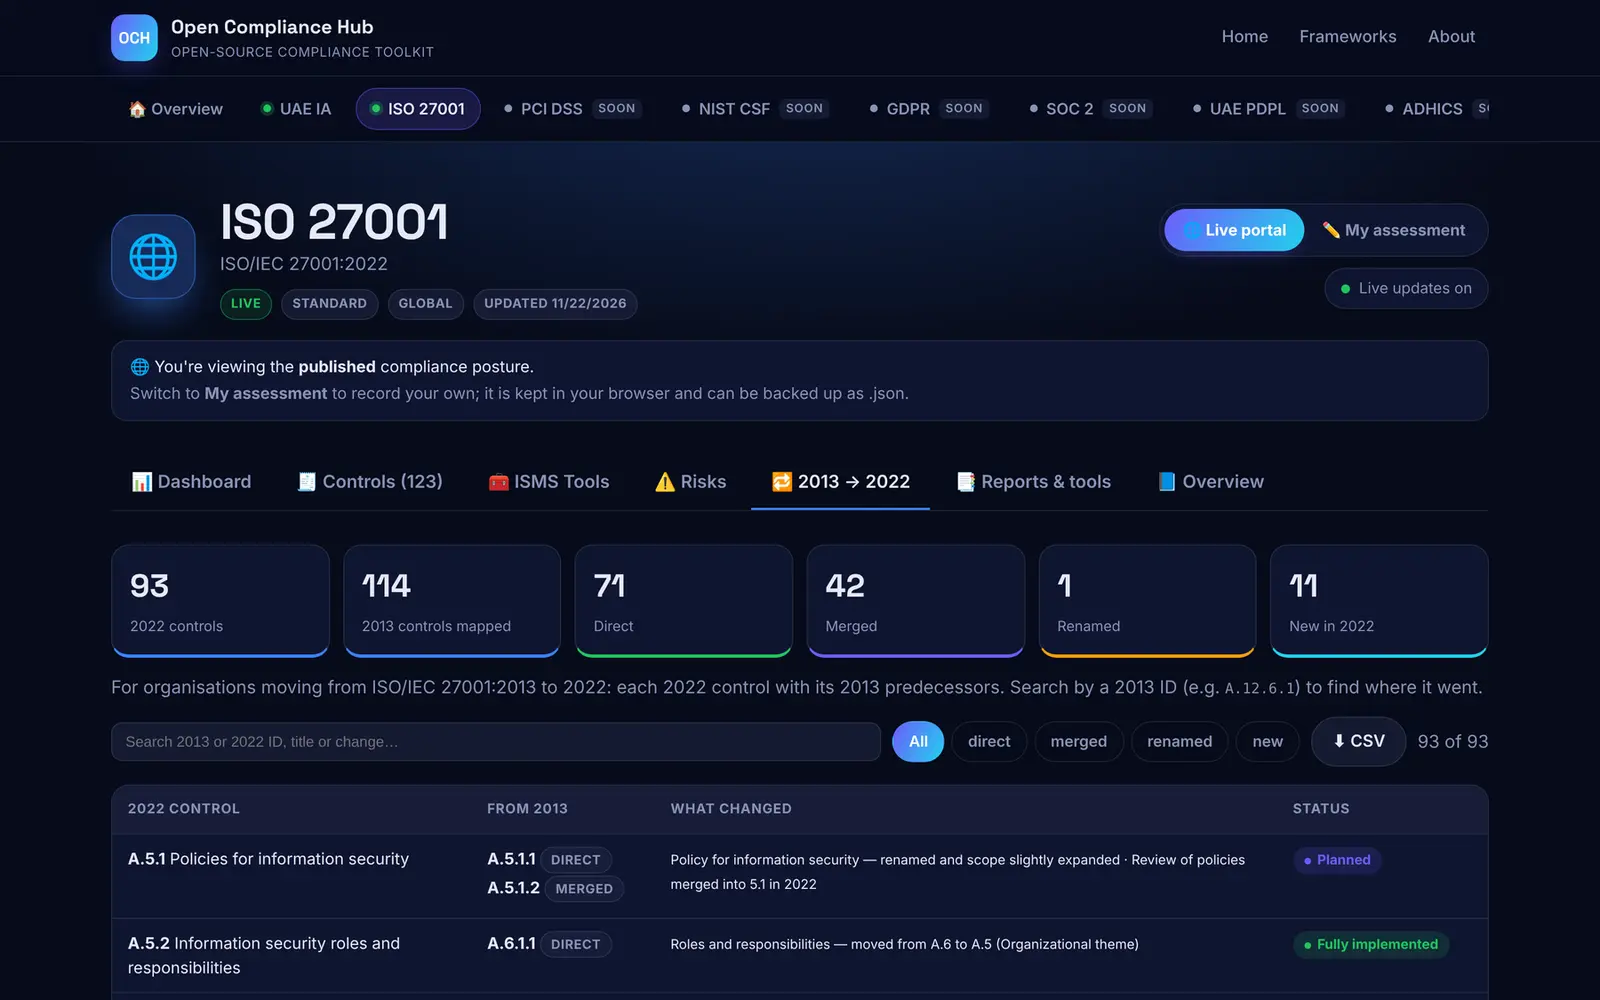 OCH
Open Compliance Hub
OPEN-SOURCE COMPLIANCE TOOLKIT
Home Frameworks About
Overview UAE IA ISO 27001 PCI DSS SOON NIST CSF SOON GDPR SOON SOC 2 SOON UAE PDPL SOON ADHICS
ISO 27001
ISO/IEC 27001:2022
LIVE STANDARD GLOBAL UPDATED 11/22/2026
Live portal My assessment
Live updates on
You're viewing the published compliance posture.
Switch to My assessment to record your own; it is kept in your browser and can be backed up as .json.
Dashboard Controls (123) ISMS Tools Risks 2013 → 2022 Reports & tools Overview
93 114 71 42 1 11
2022 controls 2013 controls mapped Direct Merged Renamed New in 2022
For organisations moving from ISO/IEC 27001:2013 to 2022: each 2022 control with its 2013 predecessors. Search by a 2013 ID (e.g. A.12.6.1) to find where it went.
Search 2013 or 2022 ID, title or change… All direct merged renamed new ⬇ CSV 93 of 93
2022 CONTROL FROM 2013 WHAT CHANGED STATUS
A.5.1 Policies for information security A.5.1.1 DIRECT Policy for information security — renamed and scope slightly expanded · Review of policies Planned
A.5.1.2 MERGED merged into 5.1 in 2022
A.5.2 Information security roles and A.6.1.1 DIRECT Roles and responsibilities — moved from A.6 to A.5 (Organizational theme) Fully implemented
responsibilities